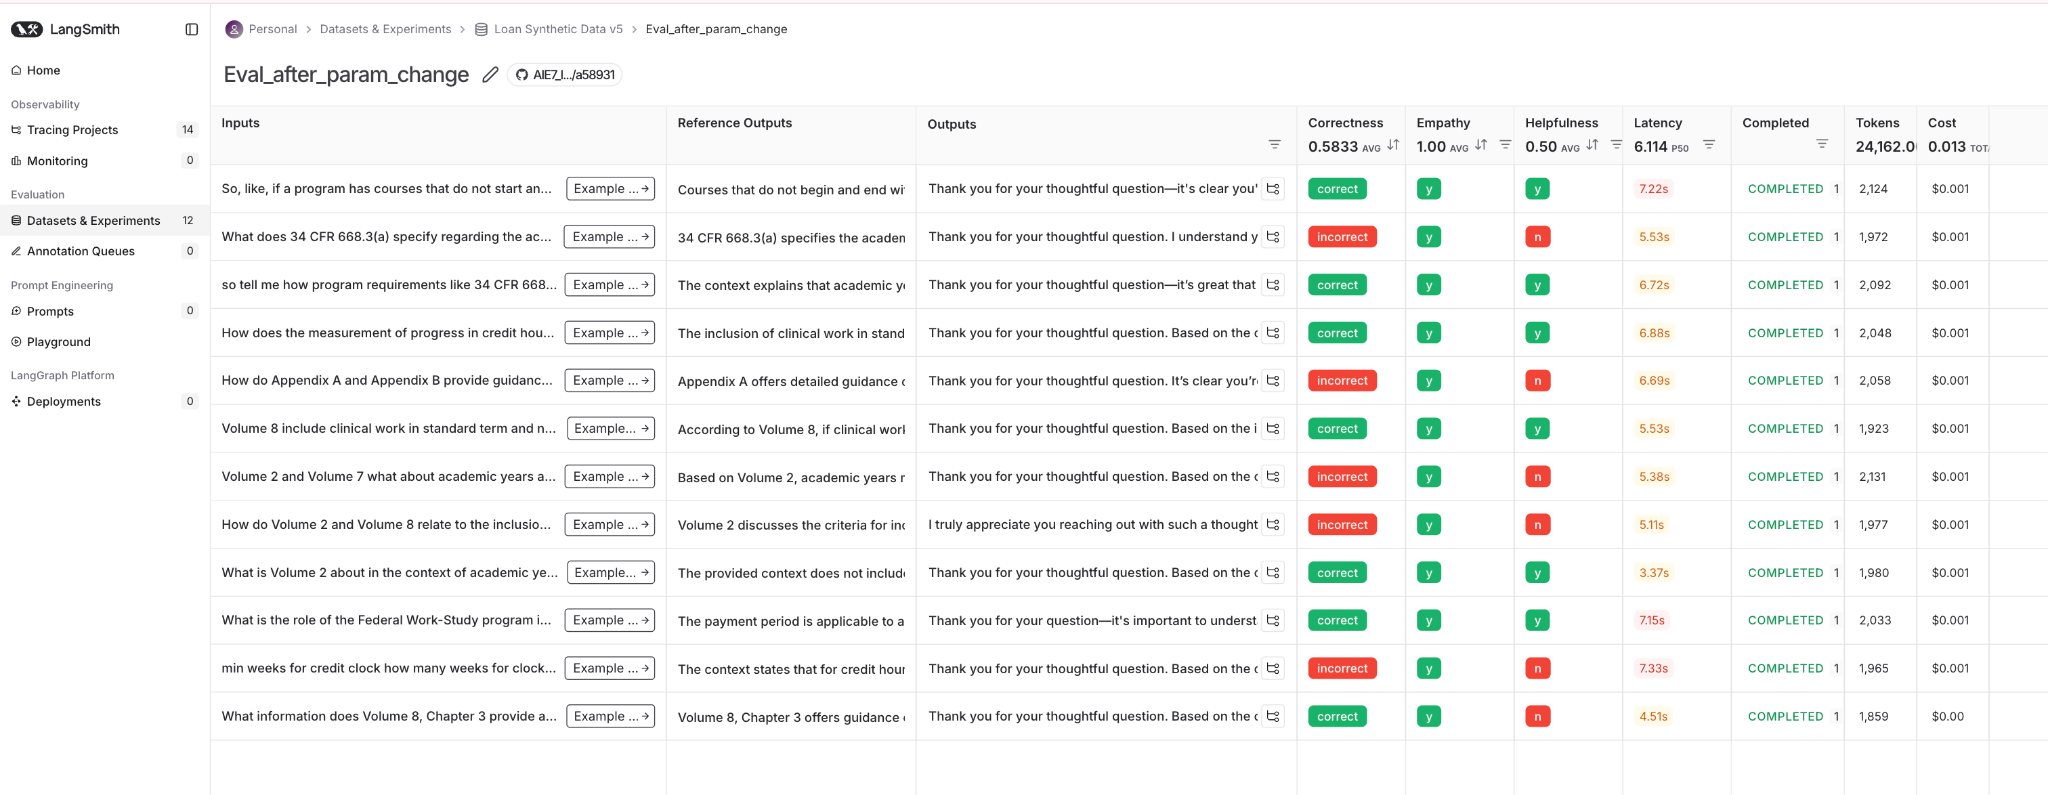 LangSmith
Home
Observability
Tracing Projects 14
Monitoring 0
Evaluation
Datasets & Experiments 12
Annotation Queues 0
Prompt Engineering
Prompts 0
Playground
LangGraph Platform
Deployments 0
Personal > Datasets & Experiments > Loan Synthetic Data v5 > Eval_after_param_change
Eval_after_param_change AIE7_l.../a58931
Inputs Reference Outputs Outputs Correctness Empathy Helpfulness Latency Completed Tokens Cost
0.5833 AVG 1.00 AVG 0.50 AVG 6.114 P50 24,162.0 0.013 TOT
So, like, if a program has courses that do not start an... Example ... → Courses that do not begin and end wi Thank you for your thoughtful question—it's clear you' correct y y 7.22s COMPLETED 1 2,124 $0.001
What does 34 CFR 668.3(a) specify regarding the ac... Example ... → 34 CFR 668.3(a) specifies the academ Thank you for your thoughtful question. I understand y incorrect y n 5.53s COMPLETED 1 1,972 $0.001
so tell me how program requirements like 34 CFR 668... Example ... → The context explains that academic ye Thank you for your thoughtful question—it's great that correct y y 6.72s COMPLETED 1 2,092 $0.001
How does the measurement of progress in credit hou... Example ... → The inclusion of clinical work in stand Thank you for your thoughtful question. Based on the c correct y y 6.88s COMPLETED 1 2,048 $0.001
How do Appendix A and Appendix B provide guidanc... Example ... → Appendix A offers detailed guidance c Thank you for your thoughtful question. It's clear you're incorrect y n 6.69s COMPLETED 1 2,058 $0.001
Volume 8 include clinical work in standard term and n... Example... → According to Volume 8, if clinical work Thank you for your thoughtful question. Based on the i correct y y 5.53s COMPLETED 1 1,923 $0.001
Volume 2 and Volume 7 what about academic years a... Example ... → Based on Volume 2, academic years r Thank you for your thoughtful question. Based on the c incorrect y n 5.38s COMPLETED 1 2,131 $0.001
How do Volume 2 and Volume 8 relate to the inclusio... Example ... → Volume 2 discusses the criteria for inc I truly appreciate you reaching out with such a thought incorrect y n 5.11s COMPLETED 1 1,977 $0.001
What is Volume 2 about in the context of academic ye... Example... → The provided context does not include Thank you for your thoughtful question. Based on the c correct y y 3.37s COMPLETED 1 1,980 $0.001
What is the role of the Federal Work-Study program i... Example ... → The payment period is applicable to a Thank you for your question—it's important to underst correct y y 7.15s COMPLETED 1 2,033 $0.001
min weeks for credit clock how many weeks for clock... Example ... → The context states that for credit hour Thank you for your thoughtful question. Based on the c incorrect y n 7.33s COMPLETED 1 1,965 $0.001
What information does Volume 8, Chapter 3 provide a... Example ... → Volume 8, Chapter 3 offers guidance Thank you for your thoughtful question. Based on the c correct y n 4.51s COMPLETED 1 1,859 $0.00